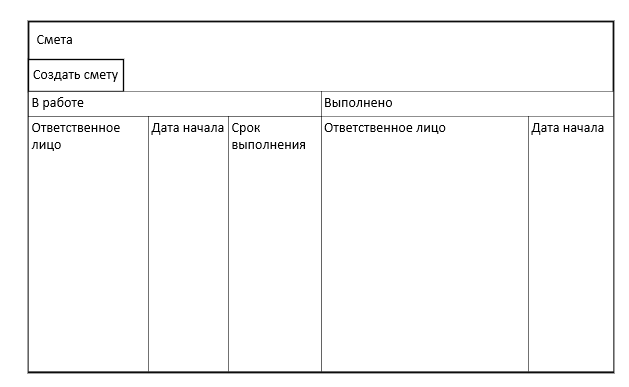 Смета
Создать смету
В работе
Выполнено
Ответственное
лицо
Дата начала
Срок
выполнения
Ответственное лицо
Дата начала